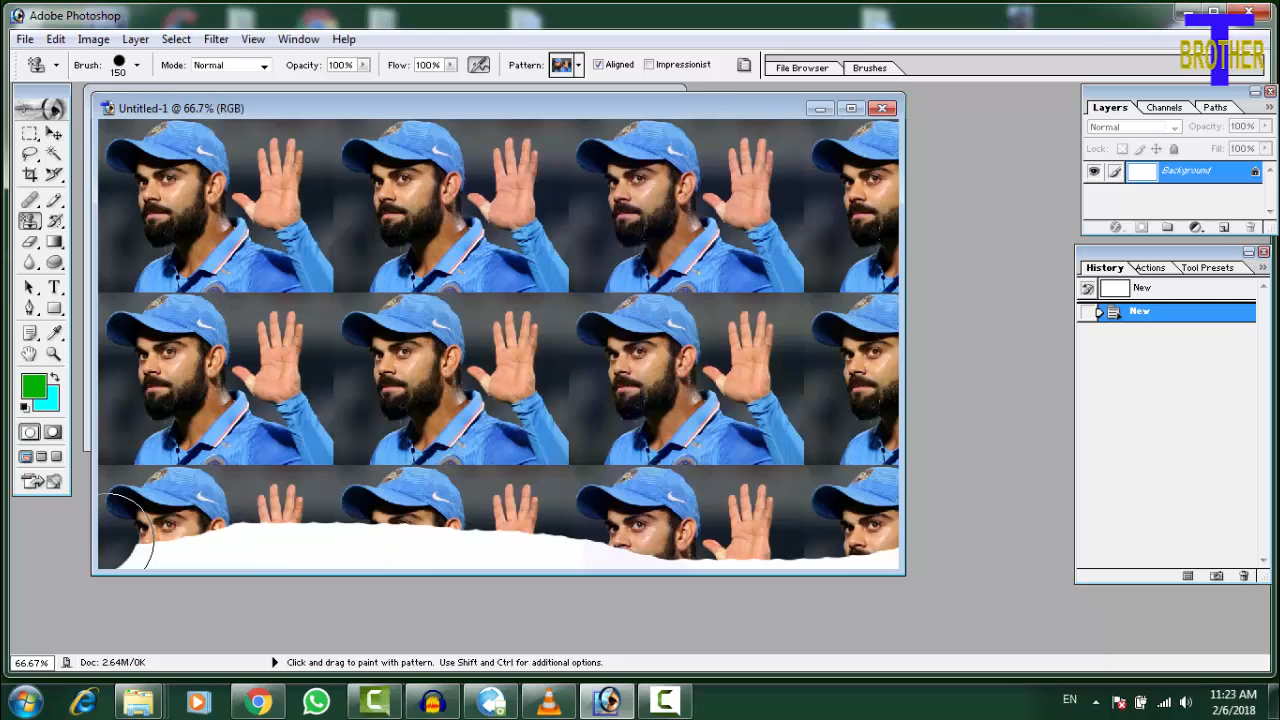 Adobe Photoshop
T
BROTHER
File Edit Image Layer Select Filter View Window Help
Brush: 150 Mode: Normal Opacity: 100% Flow: 100% Pattern: Aligned Impressionist File Browser Brushes
Untitled-1 @ 66.7% (RGB)
Layers Channels Paths
Normal Opacity: 100%
Lock: Fill: 100%
Background
History Actions Tool Presets
New
New
66.67% Doc: 2.64M/0K Click and drag to paint with pattern. Use Shift and Ctrl for additional options.
EN 11:23 AM
2/6/2018